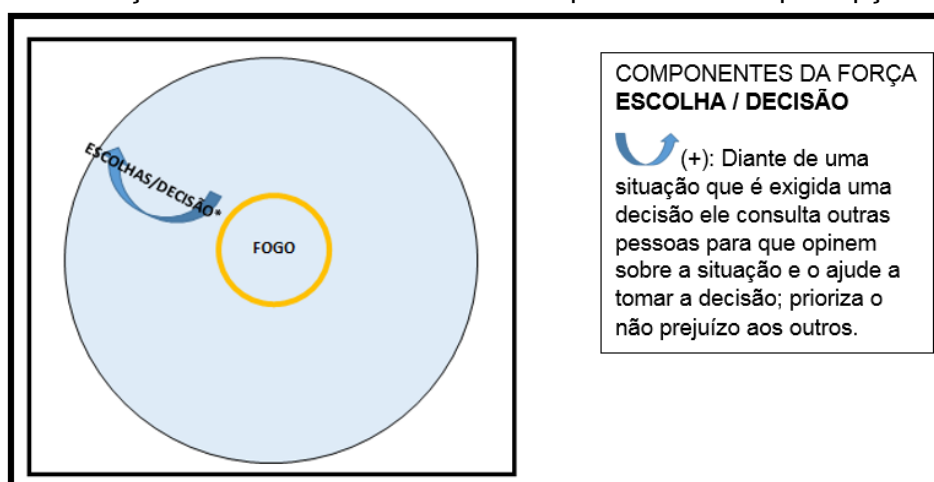 ESCOLHAS/DECISÃO*
FOGO
COMPONENTES DA FORÇA
ESCOLHA / DECISÃO
(+): Diante de uma
situação que é exigida uma
decisão ele consulta outras
pessoas para que opinem
sobre a situação e o ajude a
tomar a decisão; prioriza o
não prejuízo aos outros.